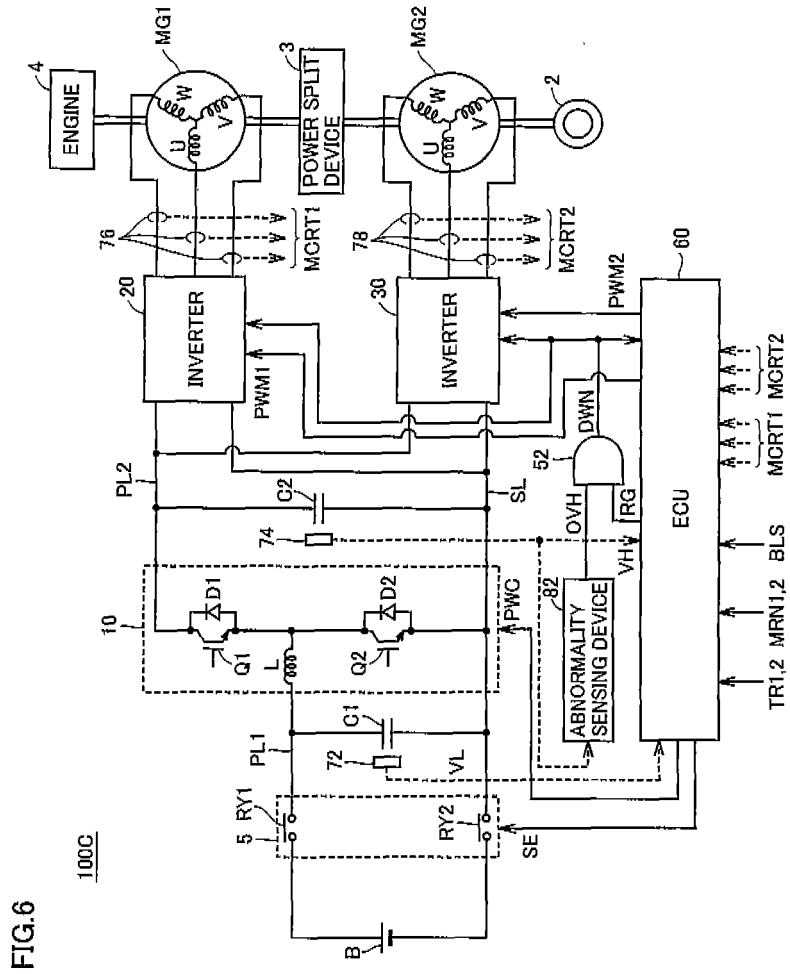 FIG.6
100C
ENGINE
4
MG1
U
V
W
POWER SPLIT
DEVICE
3
MG2
U
V
W
2
76
MCRT1
78
MCRT2
20
INVERTER
PWM1
30
INVERTER
PWM2
PL2
C2
74
SL
10
Q1
D1
L
Q2
D2
PWC
PL1
C1
72
VL
5
RY1
RY2
SE
B
52
DWN
OVH
RG
VH
82
ABNORMALITY
SENSING DEVICE
60
ECU
TR1,2
MRN1,2
BLS
MCRT1
MCRT2